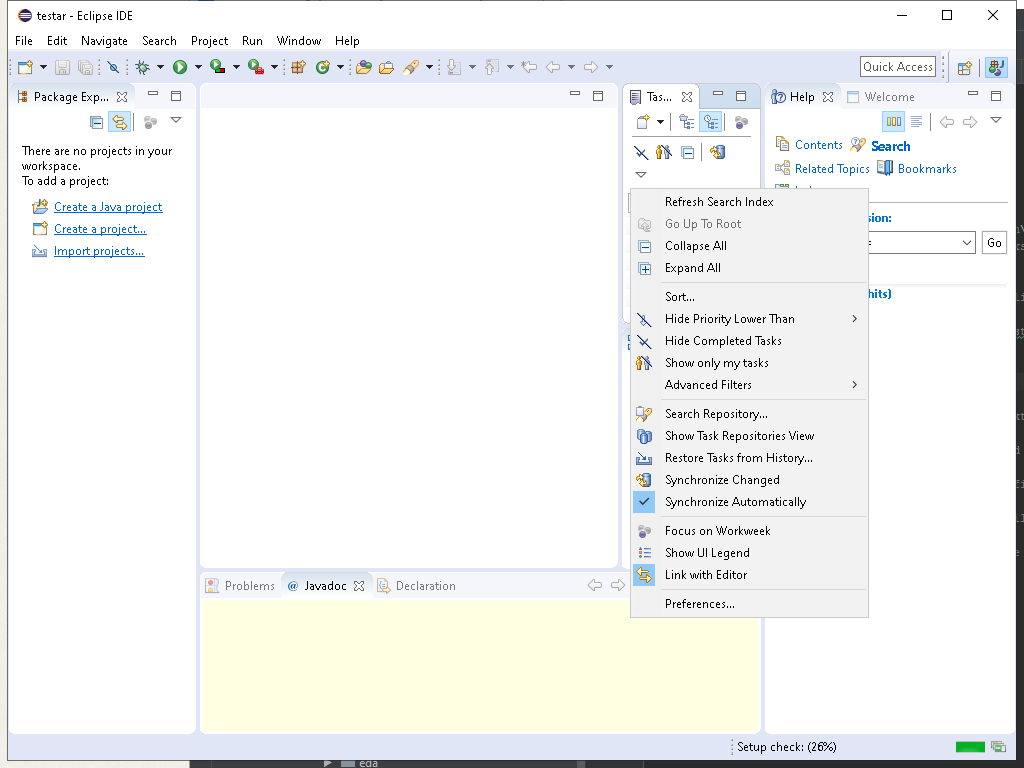 testar - Eclipse IDE
File Edit Navigate Search Project Run Window Help
Quick Access
Package Exp...
There are no projects in your
workspace.
To add a project:
Create a Java project
Create a project...
Import projects...
Tas...
Help
Welcome
Contents
Search
Related Topics
Bookmarks
Go
hits)
Refresh Search Index
Go Up To Root
Collapse All
Expand All
Sort...
Hide Priority Lower Than
Hide Completed Tasks
Show only my tasks
Advanced Filters
Search Repository...
Show Task Repositories View
Restore Tasks from History...
Synchronize Changed
Synchronize Automatically
Focus on Workweek
Show UI Legend
Link with Editor
Preferences...
Problems
@ Javadoc
Declaration
Setup check: (26%)
eda